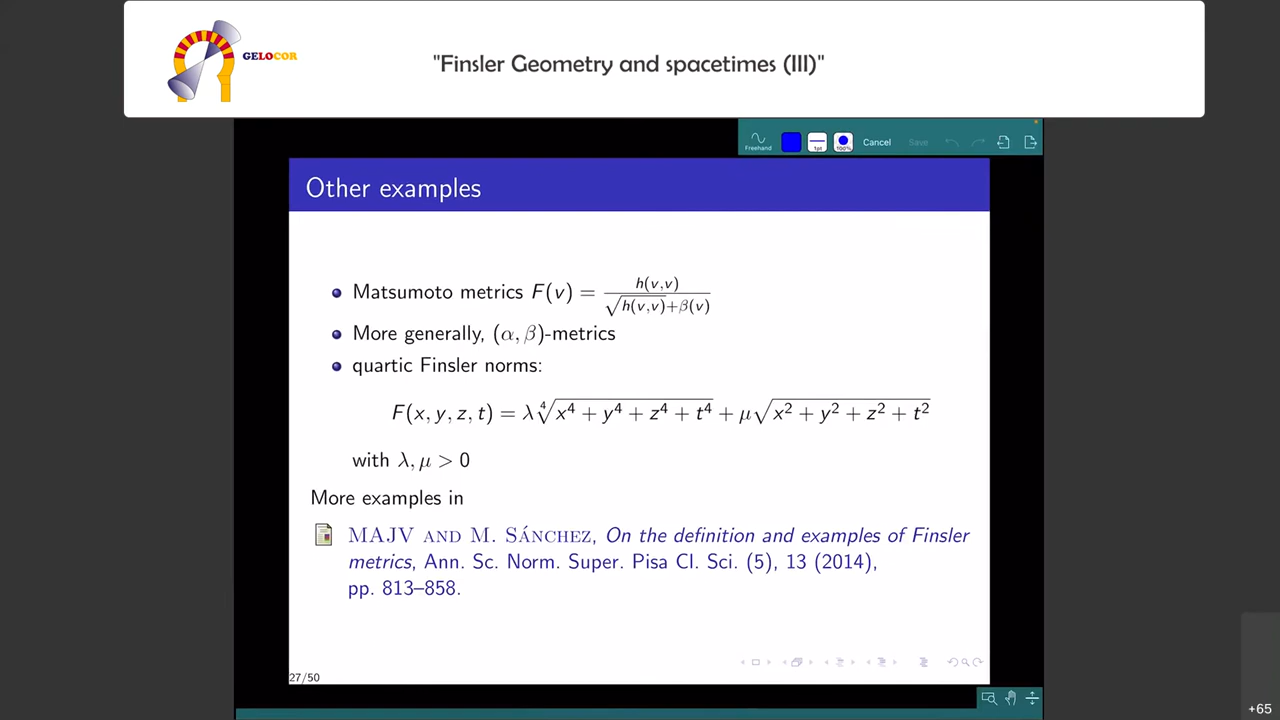 GELOCOR
"Finsler Geometry and spacetimes (III)"
Freehand
1pt
100%
Cancel
Save
Other examples
Matsumoto metrics F(v) = h(v,v) / √h(v,v)+β(v)
More generally, (α, β)-metrics
quartic Finsler norms:
F(x, y, z, t) = λ∜x⁴ + y⁴ + z⁴ + t⁴ + μ√x² + y² + z² + t²
with λ, μ > 0
More examples in
MAJV AND M. SÁNCHEZ, On the definition and examples of Finsler
metrics, Ann. Sc. Norm. Super. Pisa Cl. Sci. (5), 13 (2014),
pp. 813–858.
27/50
+65